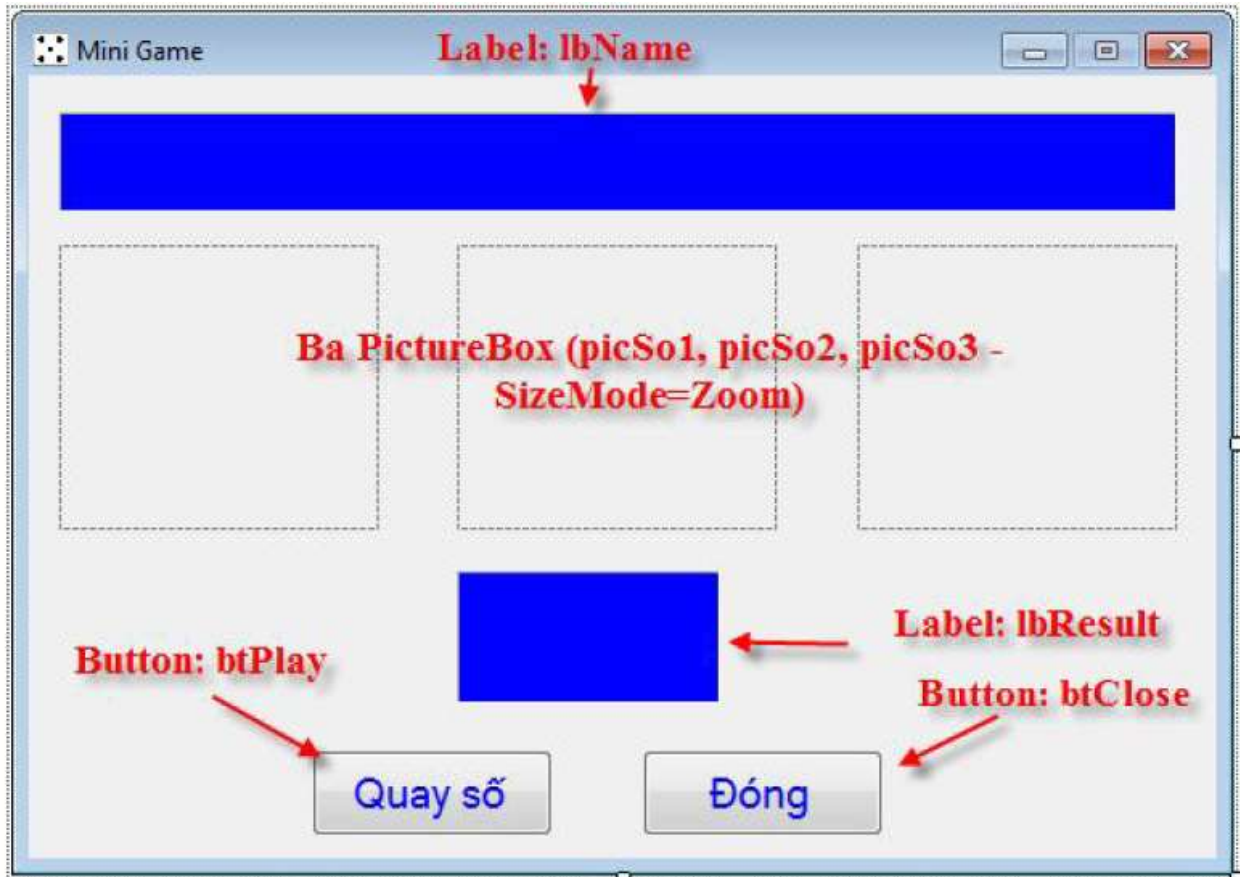 Mini Game
Label: lbName
Ba PictureBox (picSo1, picSo2, picSo3 -
SizeMode=Zoom)
Label: lbResult
Button: btPlay
Button: btClose
Quay số
Đóng